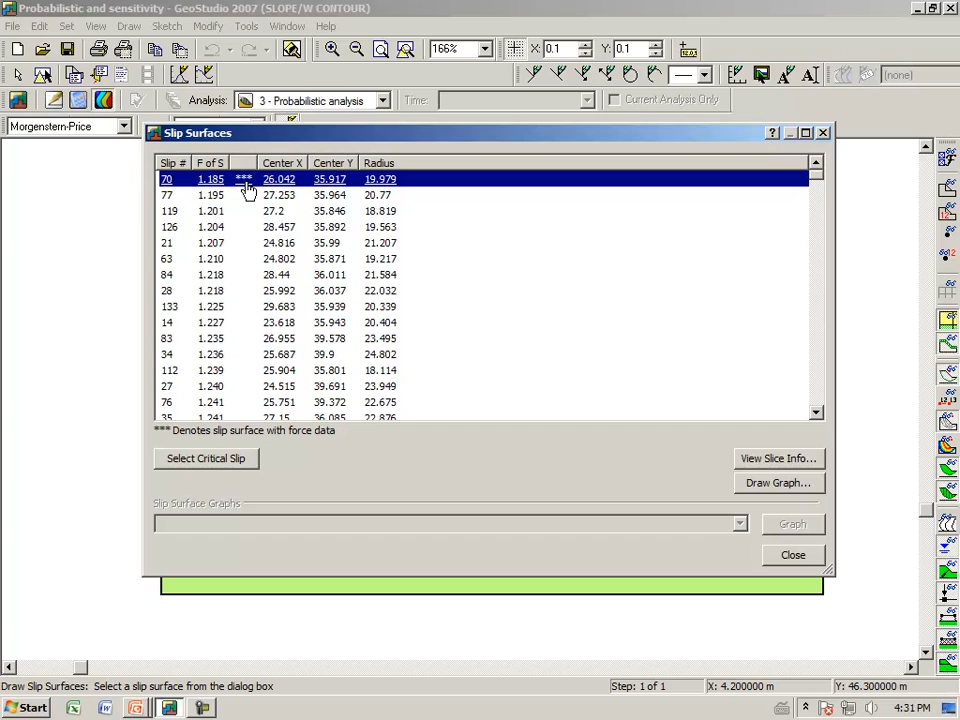 Probabilistic and sensitivity - GeoStudio 2007 (SLOPE/W CONTOUR)
File Edit Set View Draw Sketch Modify Tools Window Help
166% X: 0.1 Y: 0.1
(none)
Analysis: 3 - Probabilistic analysis Time: Current Analysis Only
Morgenstern-Price
Slip Surfaces
Slip # F of S Center X Center Y Radius
70 1.185 *** 26.042 35.917 19.979
77 1.195 27.253 35.964 20.77
119 1.201 27.2 35.846 18.819
126 1.204 28.457 35.892 19.563
21 1.207 24.816 35.99 21.207
63 1.210 24.802 35.871 19.217
84 1.218 28.44 36.011 21.584
28 1.218 25.992 36.037 22.032
133 1.225 29.683 35.939 20.339
14 1.227 23.618 35.943 20.404
83 1.235 26.955 39.578 23.495
34 1.236 25.687 39.9 24.802
112 1.239 25.904 35.801 18.114
27 1.240 24.515 39.691 23.949
76 1.241 25.751 39.372 22.675
35 1.241 27.15 36.085 22.876
*** Denotes slip surface with force data
Select Critical Slip
View Slice Info...
Draw Graph...
Slip Surface Graphs
Graph
Close
Draw Slip Surfaces: Select a slip surface from the dialog box
Step: 1 of 1 X: 4.200000 m Y: 46.300000 m
Start 4:31 PM